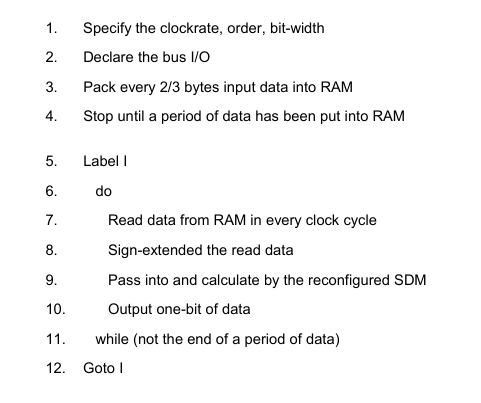 1. Specify the clockrate, order, bit-width
2. Declare the bus I/O
3. Pack every 2/3 bytes input data into RAM
4. Stop until a period of data has been put into RAM
5. Label I
6. do
7. Read data from RAM in every clock cycle
8. Sign-extended the read data
9. Pass into and calculate by the reconfigured SDM
10. Output one-bit of data
11. while (not the end of a period of data)
12. Goto I